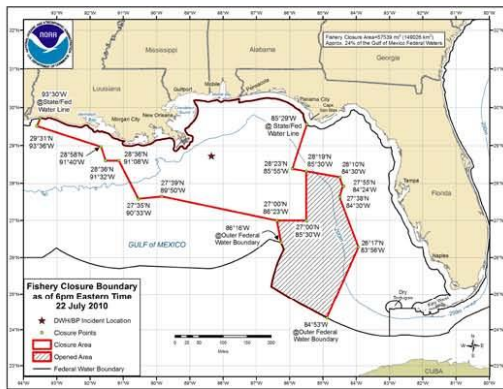 NOAA
Mississippi
Alabama
Georgia
Louisiana
Florida
Fishery Closure Area=57539 mi² (149026 km²)
Approx. 24% of the Gulf of Mexico Federal Waters
Gulfport
Mobile
Pensacola
Panama City
New Orleans
Morgan City
Tampa
Naples
Dry
Tortugas
Key West
93°30'W
@State/Fed
Water Line
85°29'W
@State/Fed
Water Line
29°31'N
93°36'W
28°58'N
91°40'W
28°36'N
91°08'W
28°36'N
91°32'W
27°35'N
90°33'W
27°39'N
89°50'W
28°23'N
85°55'W
28°19'N
85°30'W
28°10'N
84°30'W
27°55'N
84°24'W
27°38'N
84°30'W
27°00'N
86°23'W
27°00'N
85°30'W
86°16'W
@Outer Federal
Water Boundary
26°17'N
83°56'W
84°53'W
@Outer Federal
Water Boundary
GULF of MEXICO
CUBA
Fishery Closure Boundary
as of 6pm Eastern Time
22 July 2010
DWH/BP Incident Location
Closure Points
Closure Area
Opened Area
Federal Water Boundary
Miles